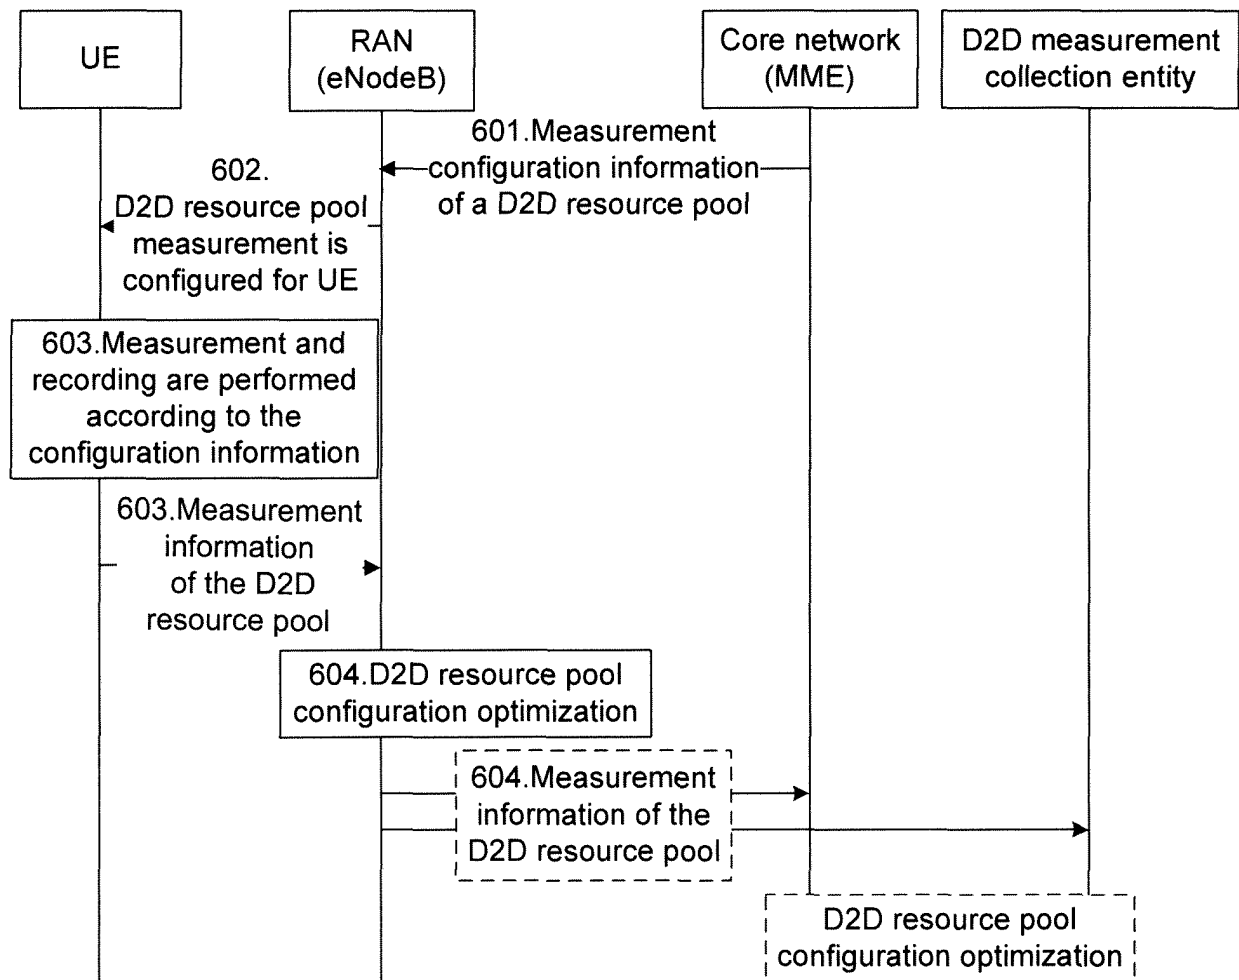 UE
RAN
(eNodeB)
Core network
(MME)
D2D measurement
collection entity
601.Measurement
configuration information
of a D2D resource pool
602.
D2D resource pool
measurement is
configured for UE
603.Measurement and
recording are performed
according to the
configuration information
603.Measurement
information
of the D2D
resource pool
604.D2D resource pool
configuration optimization
604.Measurement
information of the
D2D resource pool
D2D resource pool
configuration optimization